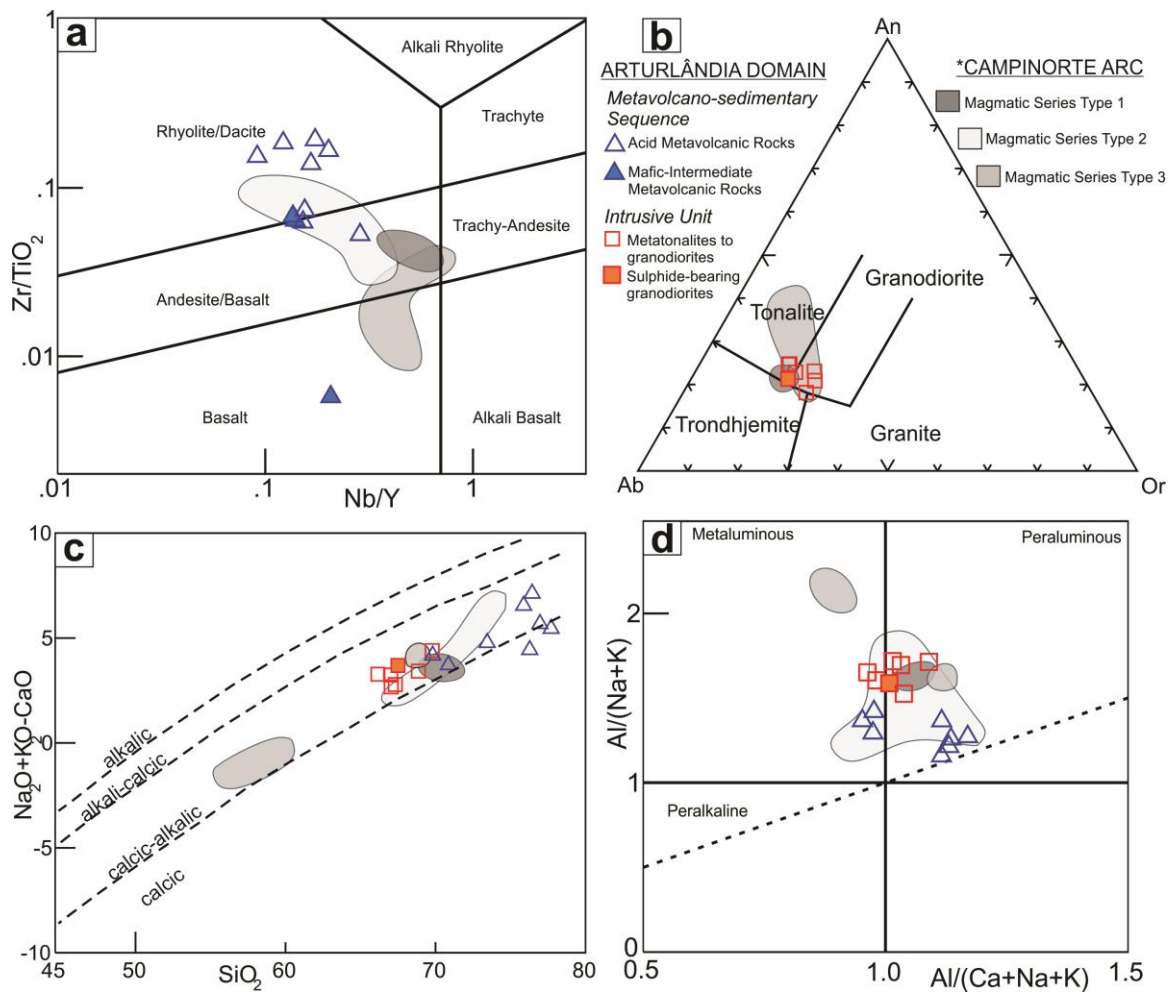 a
1
.1
.01
Zr/TiO2
Alkali Rhyolite
Rhyolite/Dacite
Trachyte
Trachy-Andesite
Andesite/Basalt
Basalt
Alkali Basalt
.01
.1
1
Nb/Y
b
An
ARTURLÂNDIA DOMAIN
Metavolcano-sedimentary
Sequence
Acid Metavolcanic Rocks
Mafic-Intermediate
Metavolcanic Rocks
Intrusive Unit
Metatonalites to
granodiorites
Sulphide-bearing
granodiorites
*CAMPINORTE ARC
Magmatic Series Type 1
Magmatic Series Type 2
Magmatic Series Type 3
Tonalite
Granodiorite
Trondhjemite
Granite
Ab
Or
c
10
5
0
-5
-10
Na2O+KO2-CaO
alkalic
alkali-calcic
calcic-alkalic
calcic
45
50
60
70
80
SiO2
d
Metaluminous
Peraluminous
Peralkaline
2
1
0
Al/(Na+K)
0.5
1.0
1.5
Al/(Ca+Na+K)